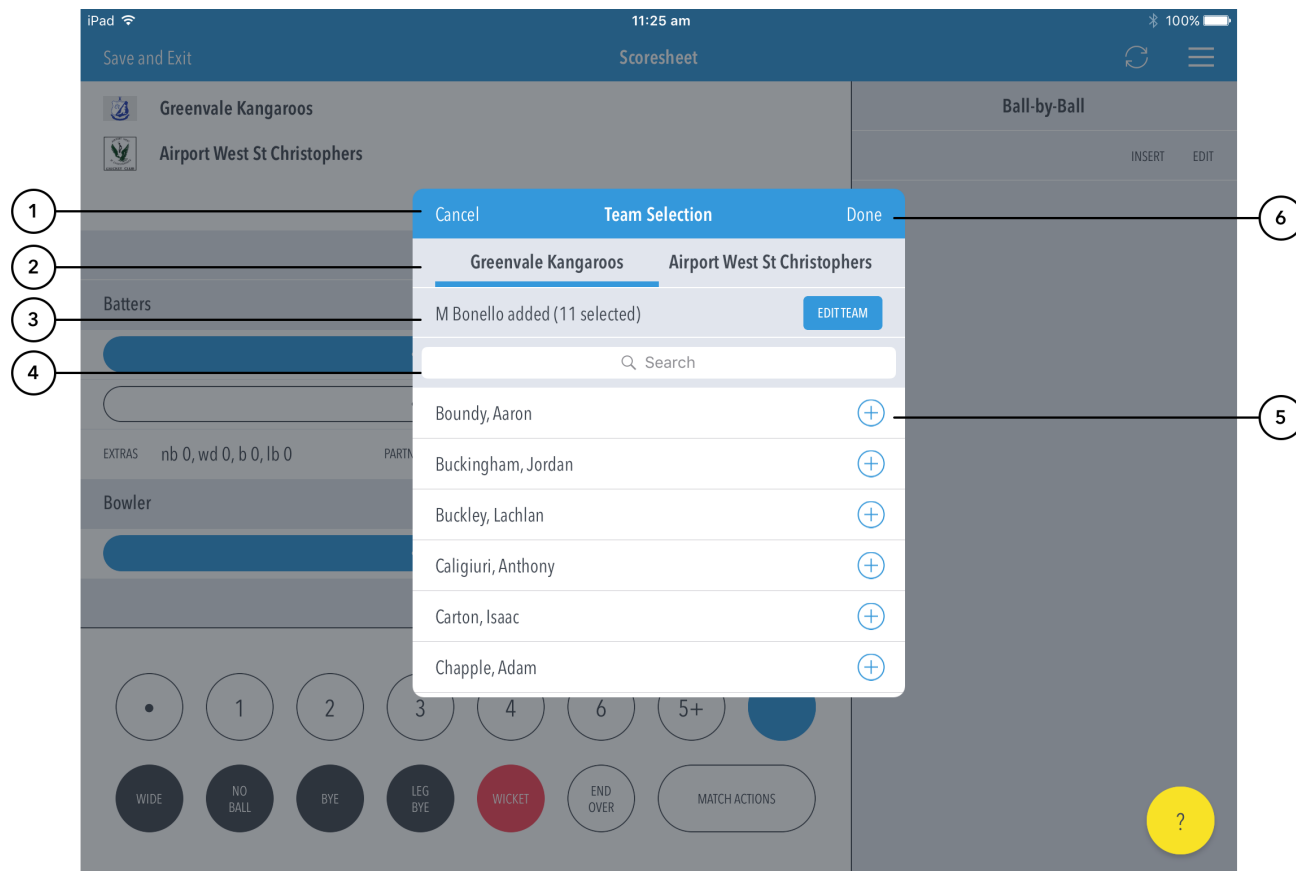 iPad 11:25 am 100%
Save and Exit Scoresheet
Greenvale Kangaroos Ball-by-Ball
Airport West St Christophers INSERT EDIT
1 Cancel Team Selection Done 6
2 Greenvale Kangaroos Airport West St Christophers
Batters
3 M Bonello added (11 selected) EDIT TEAM
4 Search
Boundy, Aaron 5
EXTRAS nb 0, wd 0, b 0, lb 0 PARTN
Buckingham, Jordan
Bowler
Buckley, Lachlan
Caligiuri, Anthony
Carton, Isaac
Chapple, Adam
• 1 2 3 4 6 5+
WIDE NO BALL BYE LEG BYE WICKET END OVER MATCH ACTIONS
?